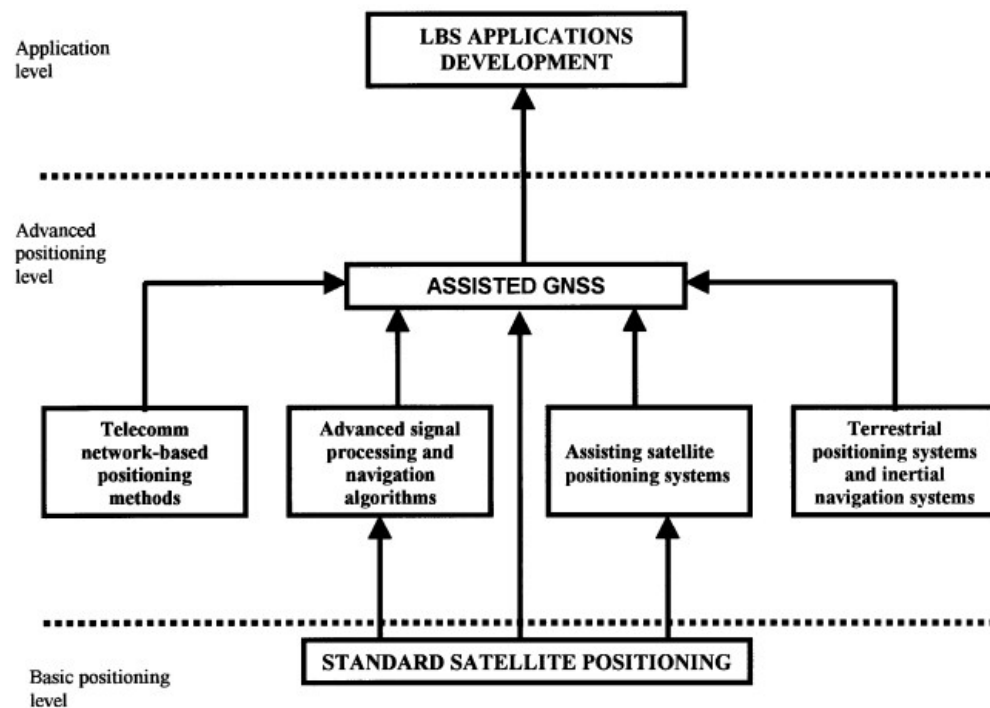 Application
level
LBS APPLICATIONS
DEVELOPMENT
Advanced
positioning
level
ASSISTED GNSS
Telecomm
network-based
positioning
methods
Advanced signal
processing and
navigation
algorithms
Assisting satellite
positioning systems
Terrestrial
positioning systems
and inertial
navigation systems
STANDARD SATELLITE POSITIONING
Basic positioning
level